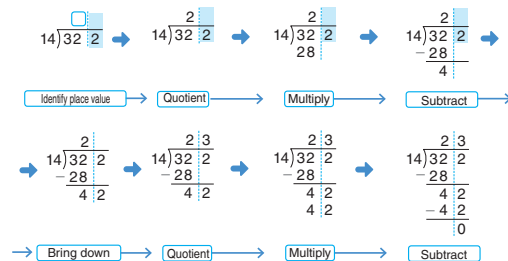 2 2 2
14)32 2 14)32 2 14)32 2 14)32 2
28 − 28
4
Identify place value Quotient Multiply Subtract
2 2 3 2 3 2 3
14)32 2 14)32 2 14)32 2 14)32 2
− 28 − 28 − 28 − 28
4 2 4 2 4 2 4 2
4 2 − 4 2
0
Bring down Quotient Multiply Subtract